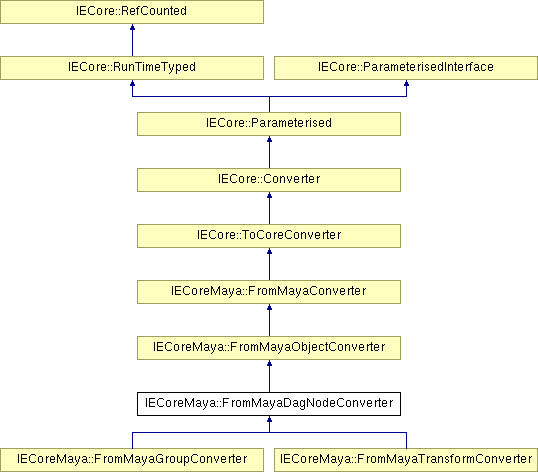 IECore::RefCounted
IECore::RunTimeTyped
IECore::ParameterisedInterface
IECore::Parameterised
IECore::Converter
IECore::ToCoreConverter
IECoreMaya::FromMayaConverter
IECoreMaya::FromMayaObjectConverter
IECoreMaya::FromMayaDagNodeConverter
IECoreMaya::FromMayaGroupConverter
IECoreMaya::FromMayaTransformConverter